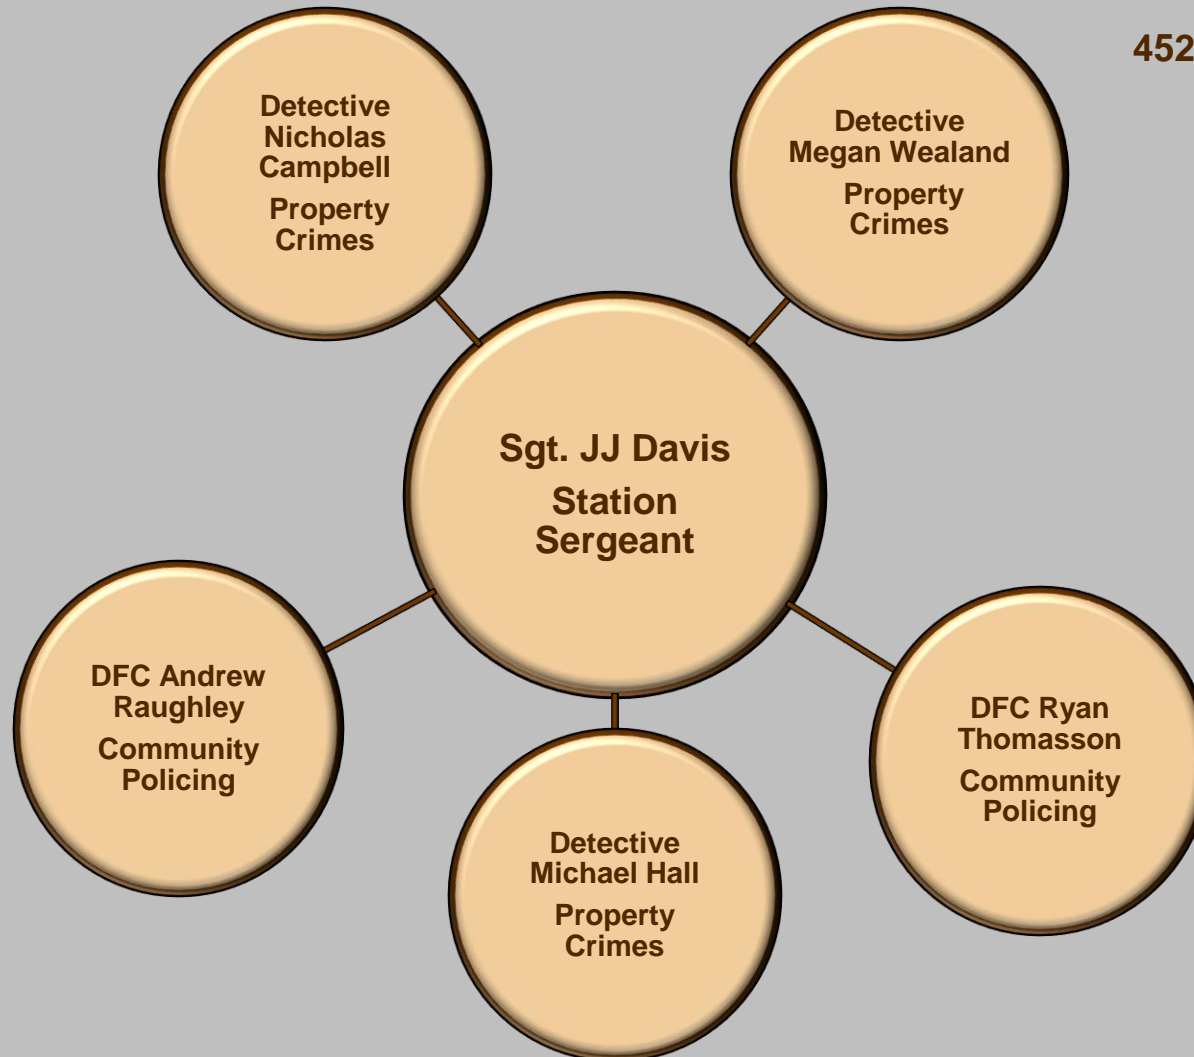 452
Detective
Nicholas
Campbell
Property
Crimes
Detective
Megan Wealand
Property
Crimes
Sgt. JJ Davis
Station
Sergeant
DFC Andrew
Raughley
Community
Policing
DFC Ryan
Thomasson
Community
Policing
Detective
Michael Hall
Property
Crimes